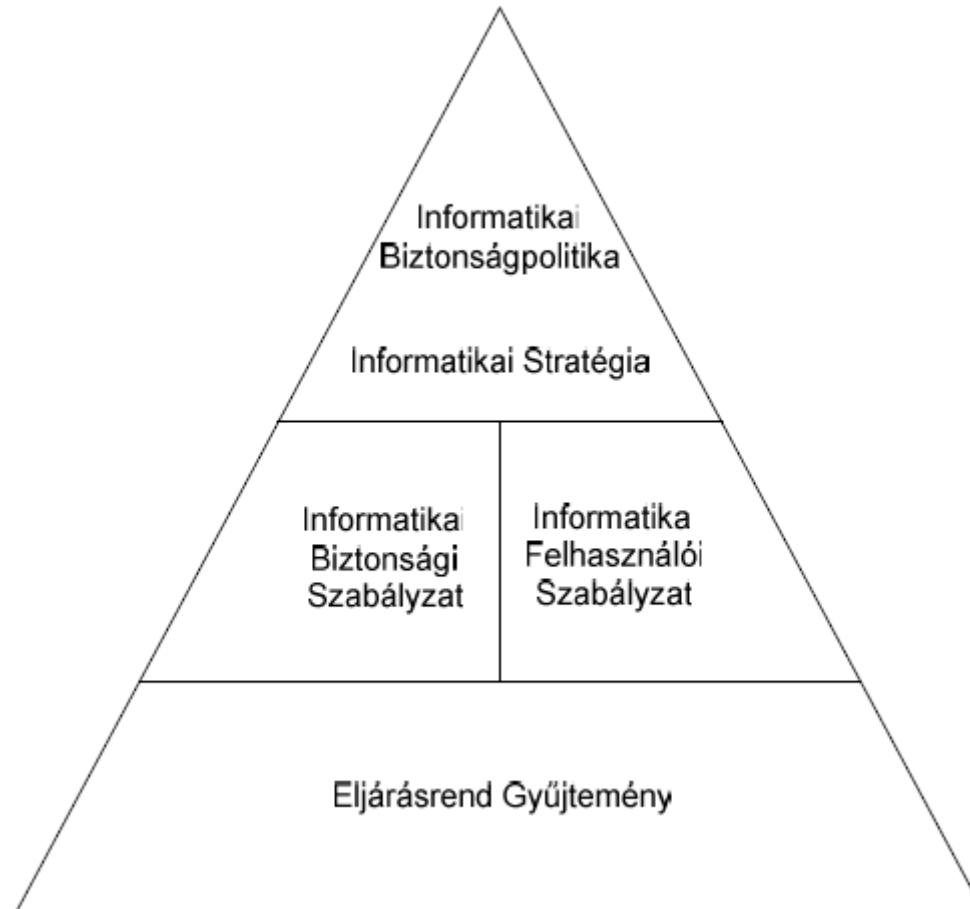 Informatikai
Biztonságpolitika
Informatikai Stratégia
Informatikai
Biztonsági
Szabályzat
Informatika
Felhasználói
Szabályzat
Eljárásrend Gyűjtemény